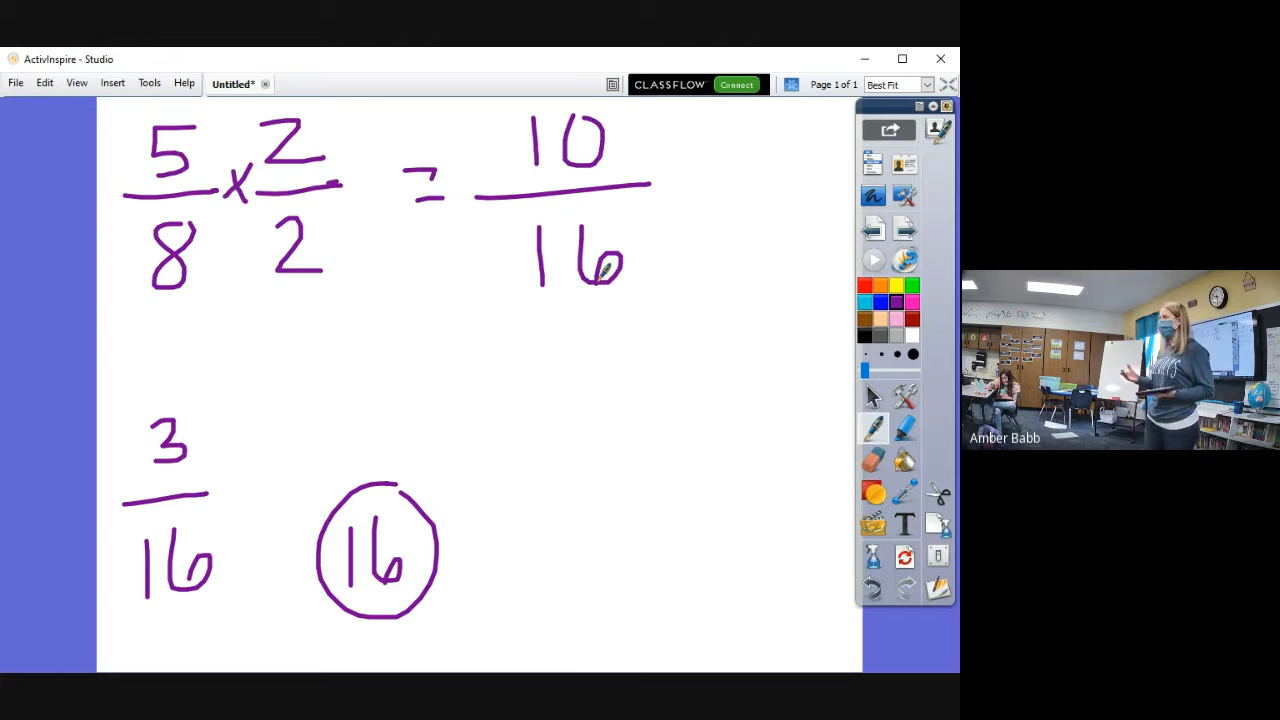 ActivInspire - Studio
File Edit View Insert Tools Help Untitled* CLASSFLOW Connect Page 1 of 1 Best Fit
5/8 x 2/2 = 10/16
3/16 16
T
Amber Babb